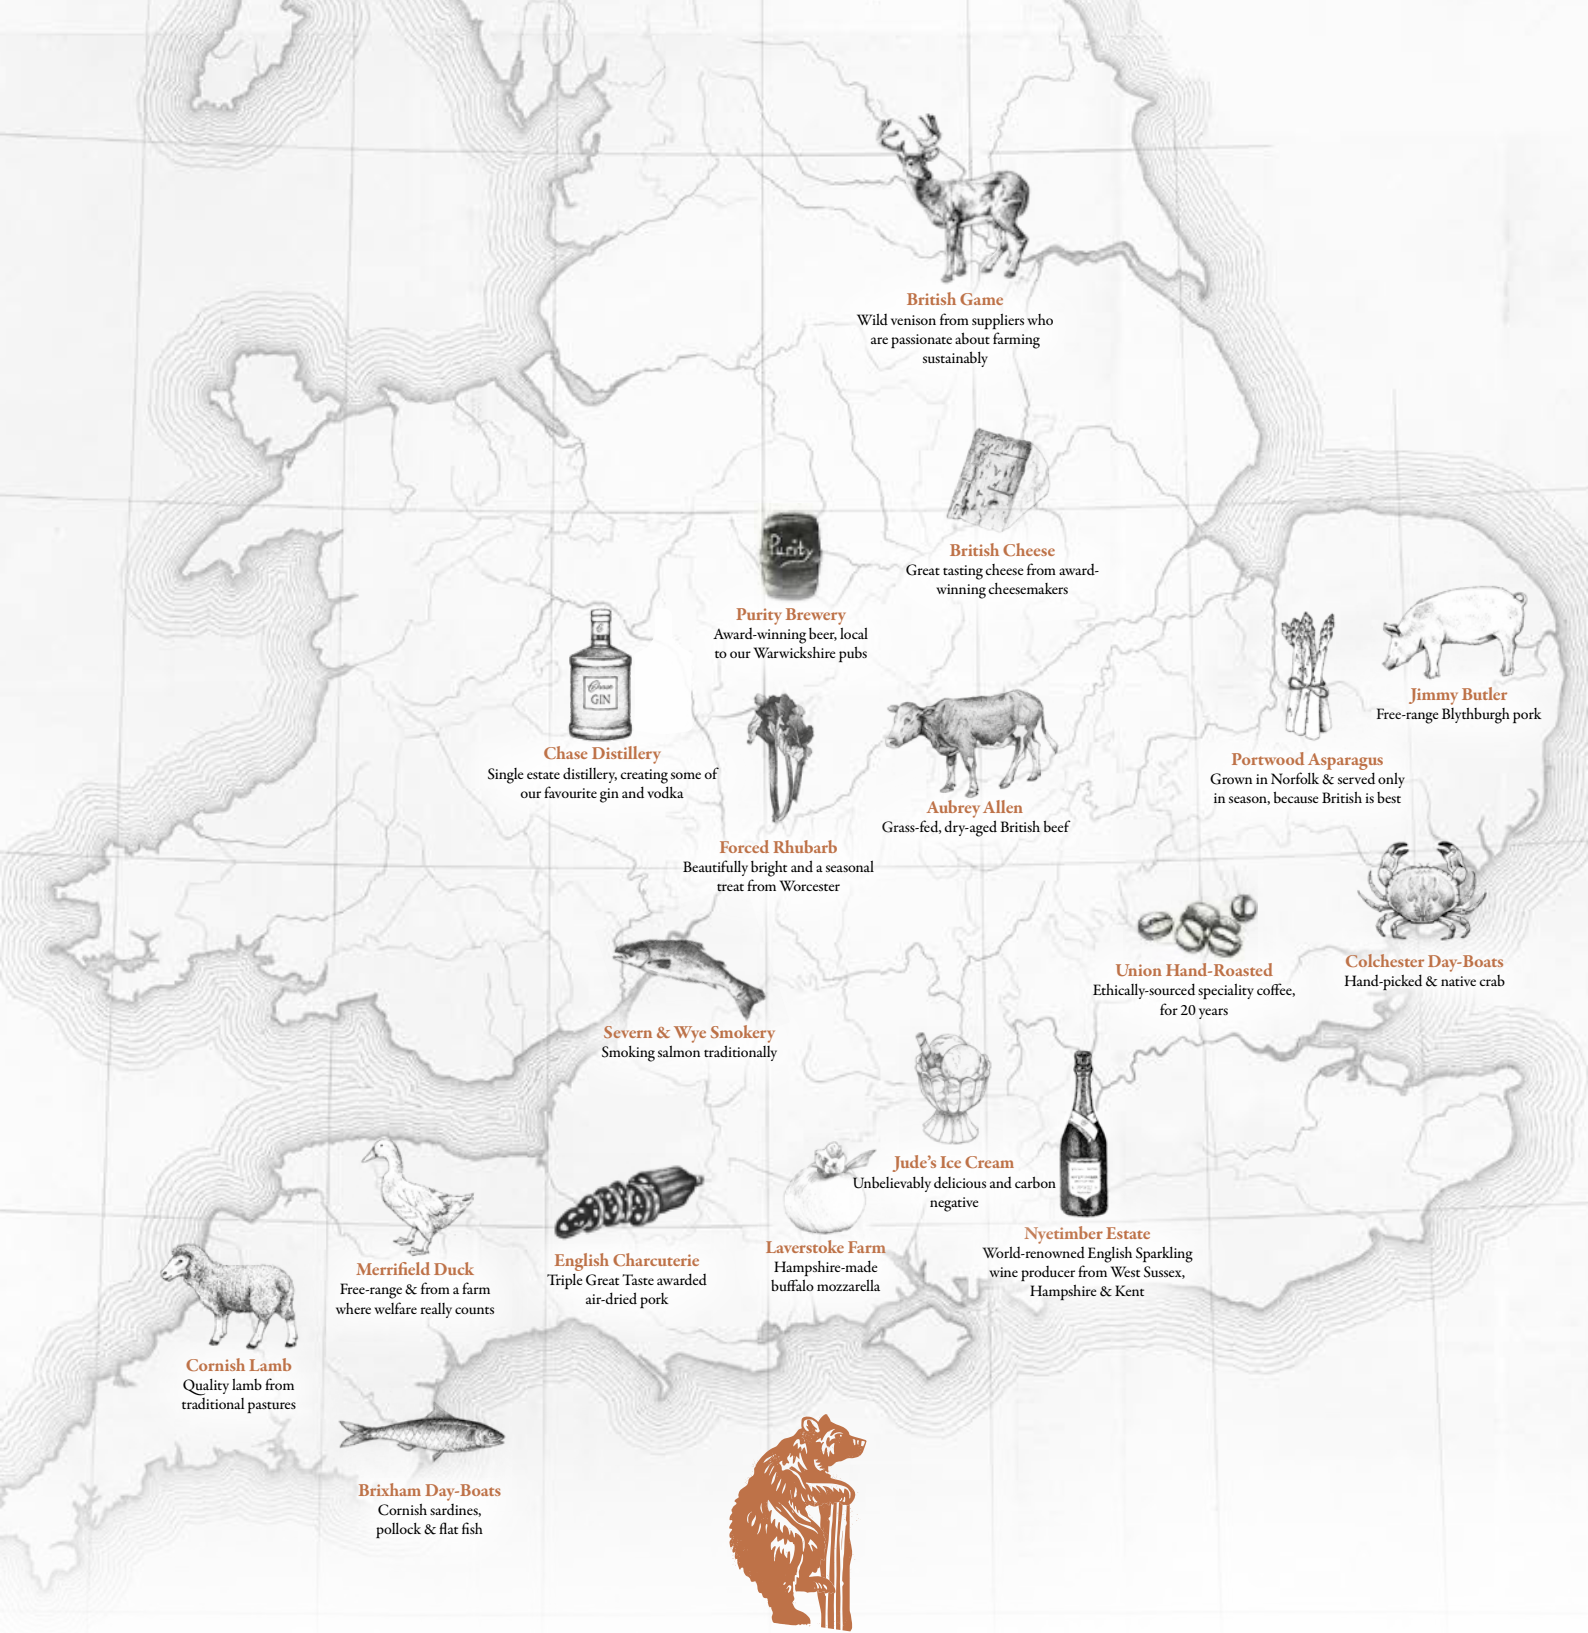 British Game
Wild venison from suppliers who
are passionate about farming
sustainably
British Cheese
Great tasting cheese from award-
winning cheesemakers
Purity
Purity Brewery
Award-winning beer, local
to our Warwickshire pubs
Chase
GIN
Chase Distillery
Single estate distillery, creating some of
our favourite gin and vodka
Jimmy Butler
Free-range Blythburgh pork
Portwood Asparagus
Grown in Norfolk & served only
in season, because British is best
Aubrey Allen
Grass-fed, dry-aged British beef
Forced Rhubarb
Beautifully bright and a seasonal
treat from Worcester
Union Hand-Roasted
Ethically-sourced speciality coffee,
for 20 years
Colchester Day-Boats
Hand-picked & native crab
Severn & Wye Smokery
Smoking salmon traditionally
Jude's Ice Cream
Unbelievably delicious and carbon
negative
Nyetimber Estate
World-renowned English Sparkling
wine producer from West Sussex,
Hampshire & Kent
Laverstoke Farm
Hampshire-made
buffalo mozzarella
English Charcuterie
Triple Great Taste awarded
air-dried pork
Merrifield Duck
Free-range & from a farm
where welfare really counts
Cornish Lamb
Quality lamb from
traditional pastures
Brixham Day-Boats
Cornish sardines,
pollock & flat fish